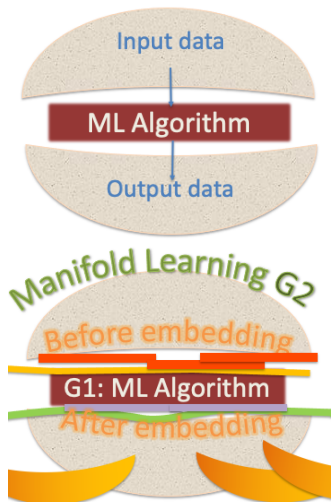 Input data
ML Algorithm
Output data
Manifold Learning G2
Before embedding
G1: ML Algorithm
After embedding